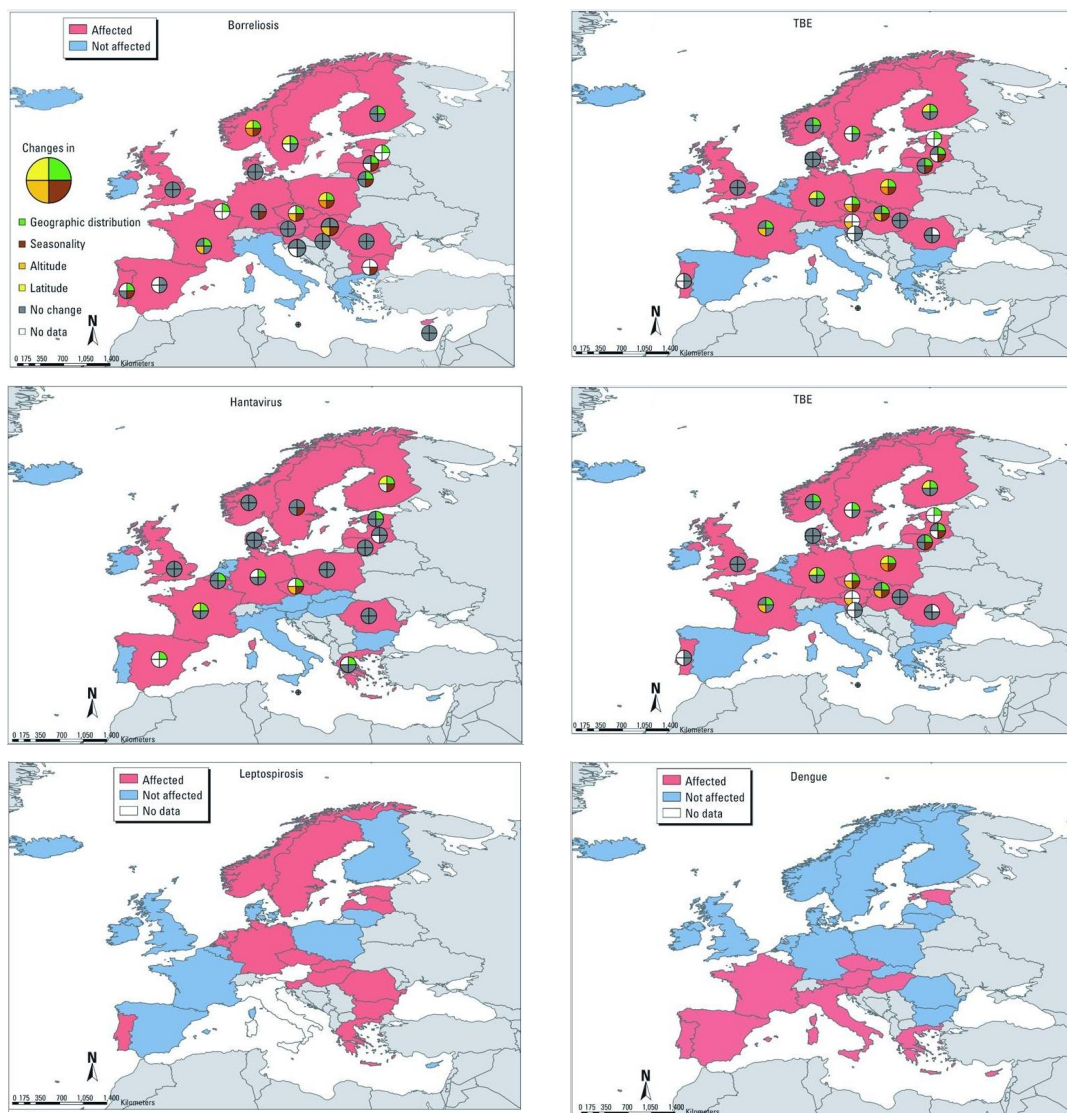 Borreliosis
Affected
Not affected
Changes in
Geographic distribution
Seasonality
Altitude
Latitude
No change
No data
N
0 175 350 700 1,050 1,400
Kilometers
TBE
N
0 175 350 700 1,050 1,400
Kilometers
Hantavirus
N
0 175 350 700 1,050 1,400
Kilometers
TBE
N
0 175 350 700 1,050 1,400
Kilometers
Leptospirosis
Affected
Not affected
No data
N
0 175 350 700 1,050 1,400
Kilometers
Dengue
Affected
Not affected
No data
N
0 175 350 700 1,050 1,400
Kilometers